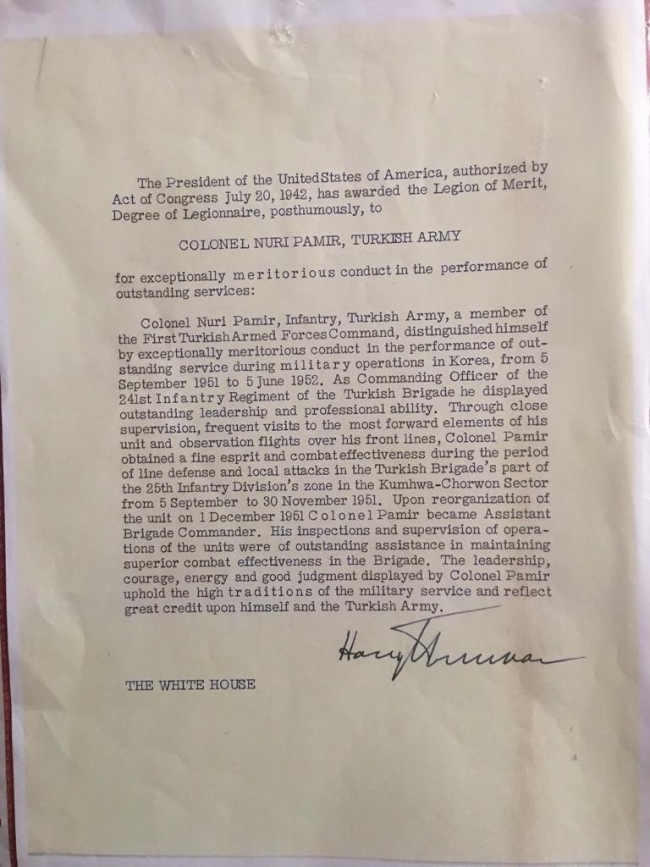 The President of the UnitedStates of America, authorized by
Act of Congress July 20, 1942, has awarded the Legion of Merit,
Degree of Legionnaire, posthumously, to
COLONEL NURI PAMIR, TURKISH ARMY
for exceptionally meritorious conduct in the performance of
outstanding services:
Colonel Nuri Pamir, Infantry, Turkish Army, a member of
the First Turkish Armed Forces Command, distinguished himself
by exceptionally meritorious conduct in the performance of out-
standing service during military operations in Korea, from 5
September 1951 to 5 June 1952. As Commanding Officer of the
241st Infantry Regiment of the Turkish Brigade he displayed
outstanding leadership and professional ability. Through close
supervision, frequent visits to the most forward elements of his
unit and observation flights over his front lines, Colonel Pamir
obtained a fine esprit and combat effectiveness during the period
of line defense and local attacks in the Turkish Brigade's part of
the 25th Infantry Division's zone in the Kumhwa-Chorwon Sector
from 5 September to 30 November 1951. Upon reorganization of
the unit on 1 December 1951 Colonel Pamir became Assistant
Brigade Commander. His inspections and supervision of opera-
tions of the units were of outstanding assistance in maintaining
superior combat effectiveness in the Brigade. The leadership,
courage, energy and good judgment displayed by Colonel Pamir
uphold the high traditions of the military service and reflect
great credit upon himself and the Turkish Army.
Harry Truman
THE WHITE HOUSE